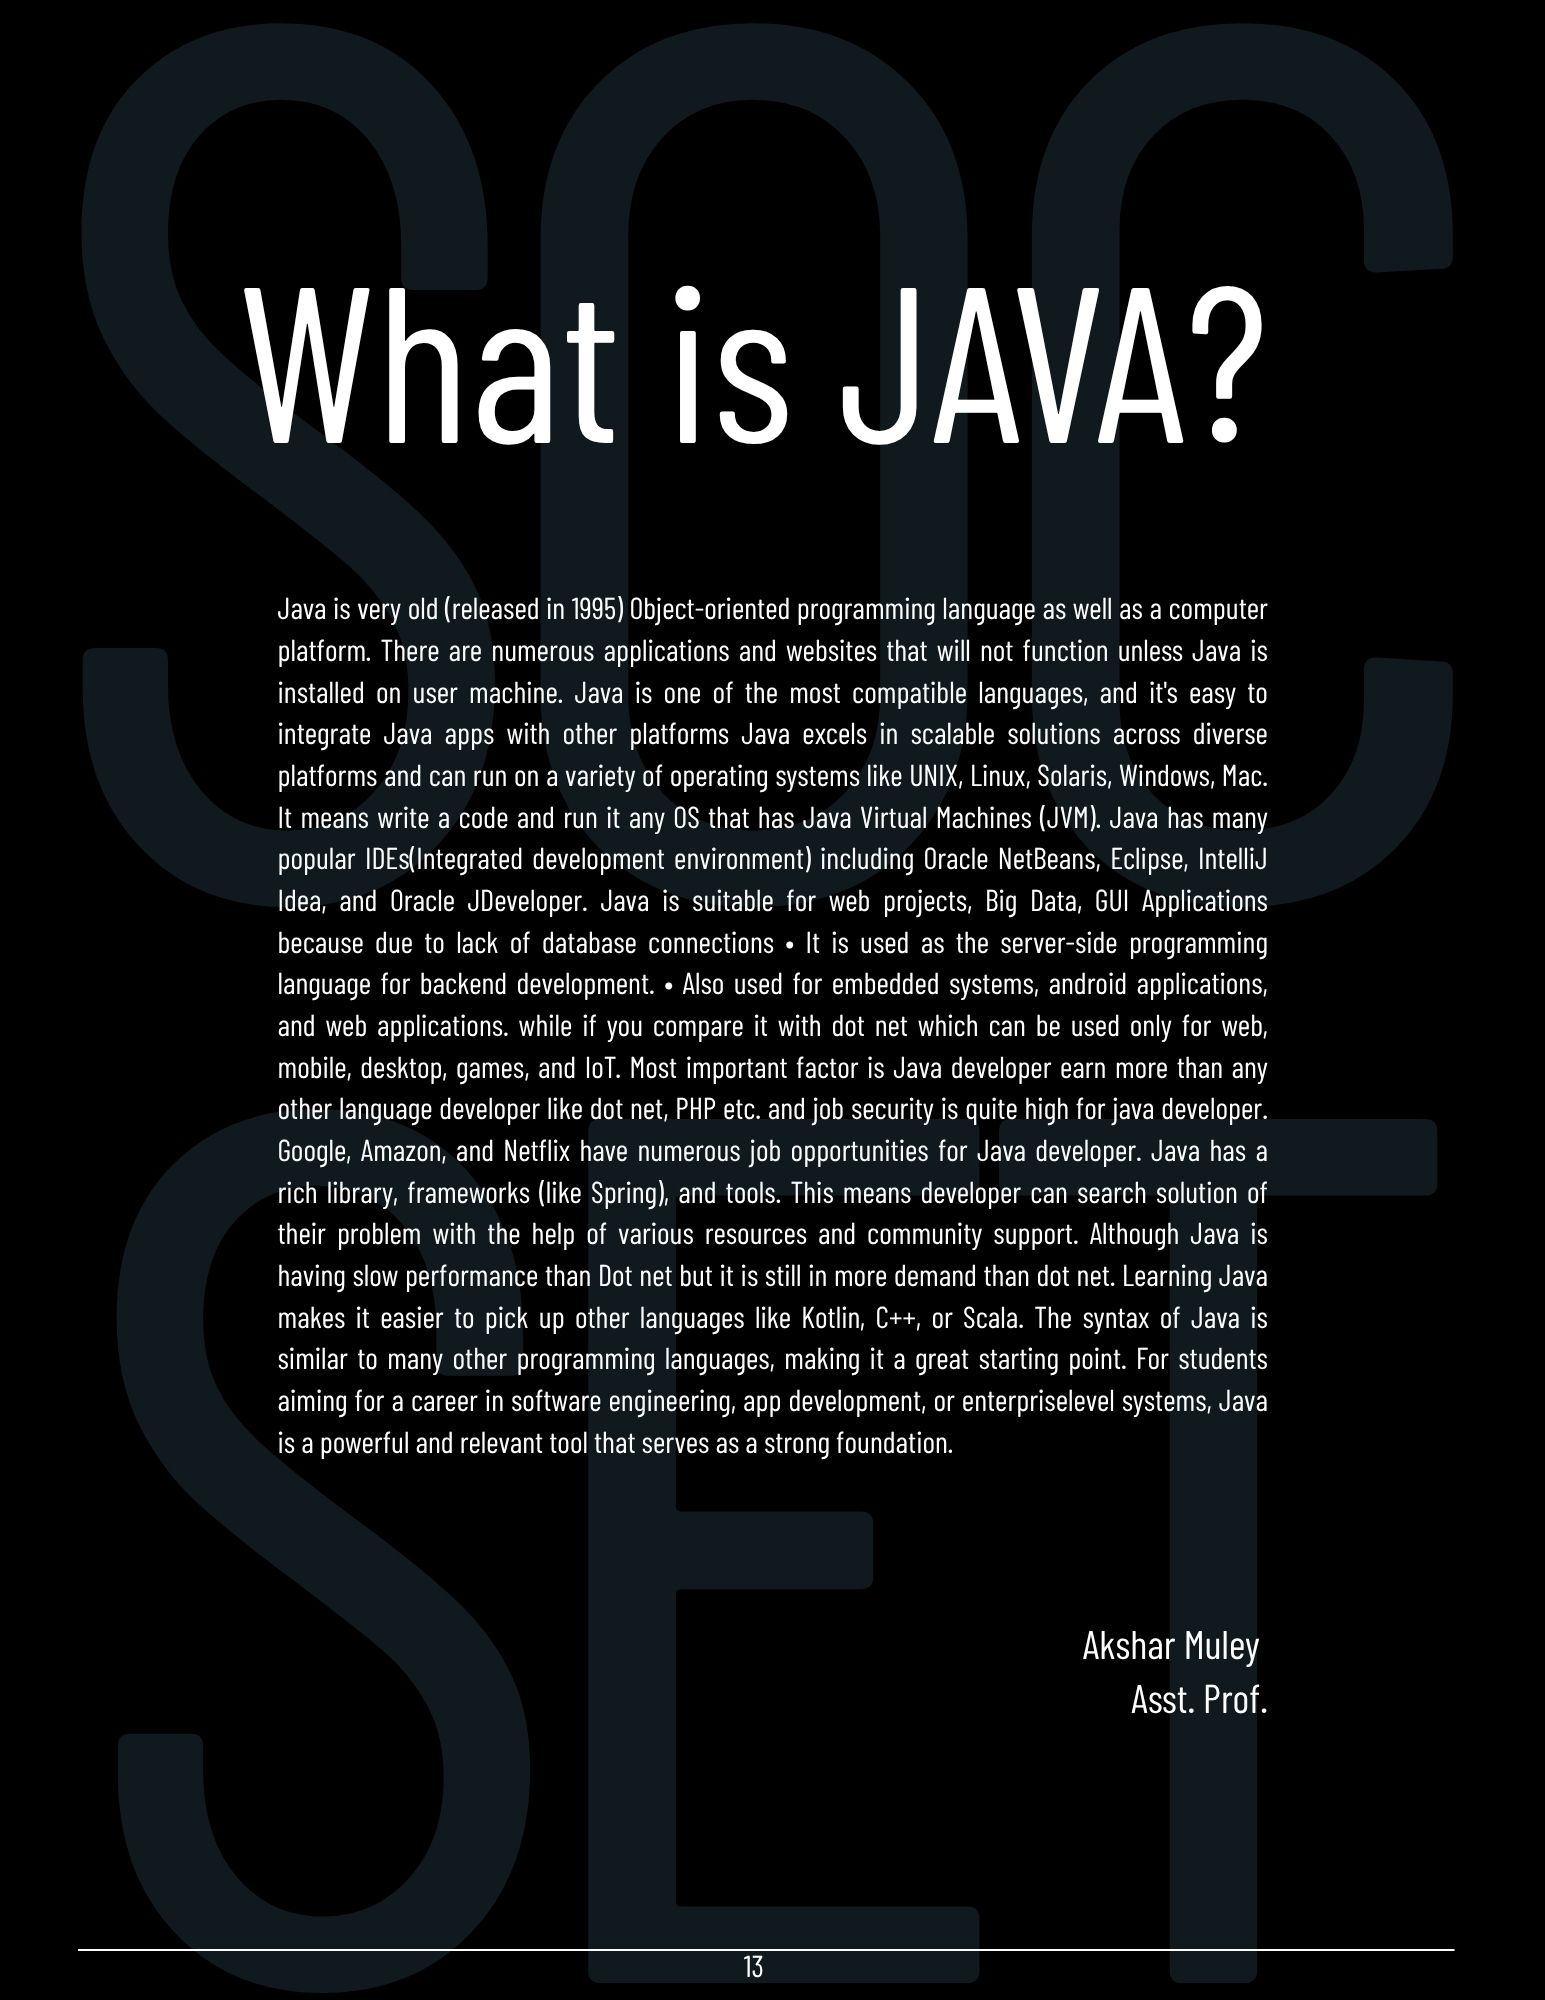 SOC
SET
What is JAVA?
Java is very old (released in 1995) Object-oriented programming language as well as a computer
platform. There are numerous applications and websites that will not function unless Java is
installed on user machine. Java is one of the most compatible languages, and it's easy to
integrate Java apps with other platforms Java excels in scalable solutions across diverse
platforms and can run on a variety of operating systems like UNIX, Linux, Solaris, Windows, Mac.
It means write a code and run it any OS that has Java Virtual Machines (JVM). Java has many
popular IDEs(Integrated development environment) including Oracle NetBeans, Eclipse, IntelliJ
Idea, and Oracle JDeveloper. Java is suitable for web projects, Big Data, GUI Applications
because due to lack of database connections • It is used as the server-side programming
language for backend development. • Also used for embedded systems, android applications,
and web applications. while if you compare it with dot net which can be used only for web,
mobile, desktop, games, and IoT. Most important factor is Java developer earn more than any
other language developer like dot net, PHP etc. and job security is quite high for java developer.
Google, Amazon, and Netflix have numerous job opportunities for Java developer. Java has a
rich library, frameworks (like Spring), and tools. This means developer can search solution of
their problem with the help of various resources and community support. Although Java is
having slow performance than Dot net but it is still in more demand than dot net. Learning Java
makes it easier to pick up other languages like Kotlin, C++, or Scala. The syntax of Java is
similar to many other programming languages, making it a great starting point. For students
aiming for a career in software engineering, app development, or enterpriselevel systems, Java
is a powerful and relevant tool that serves as a strong foundation.
Akshar Muley
Asst. Prof.
13